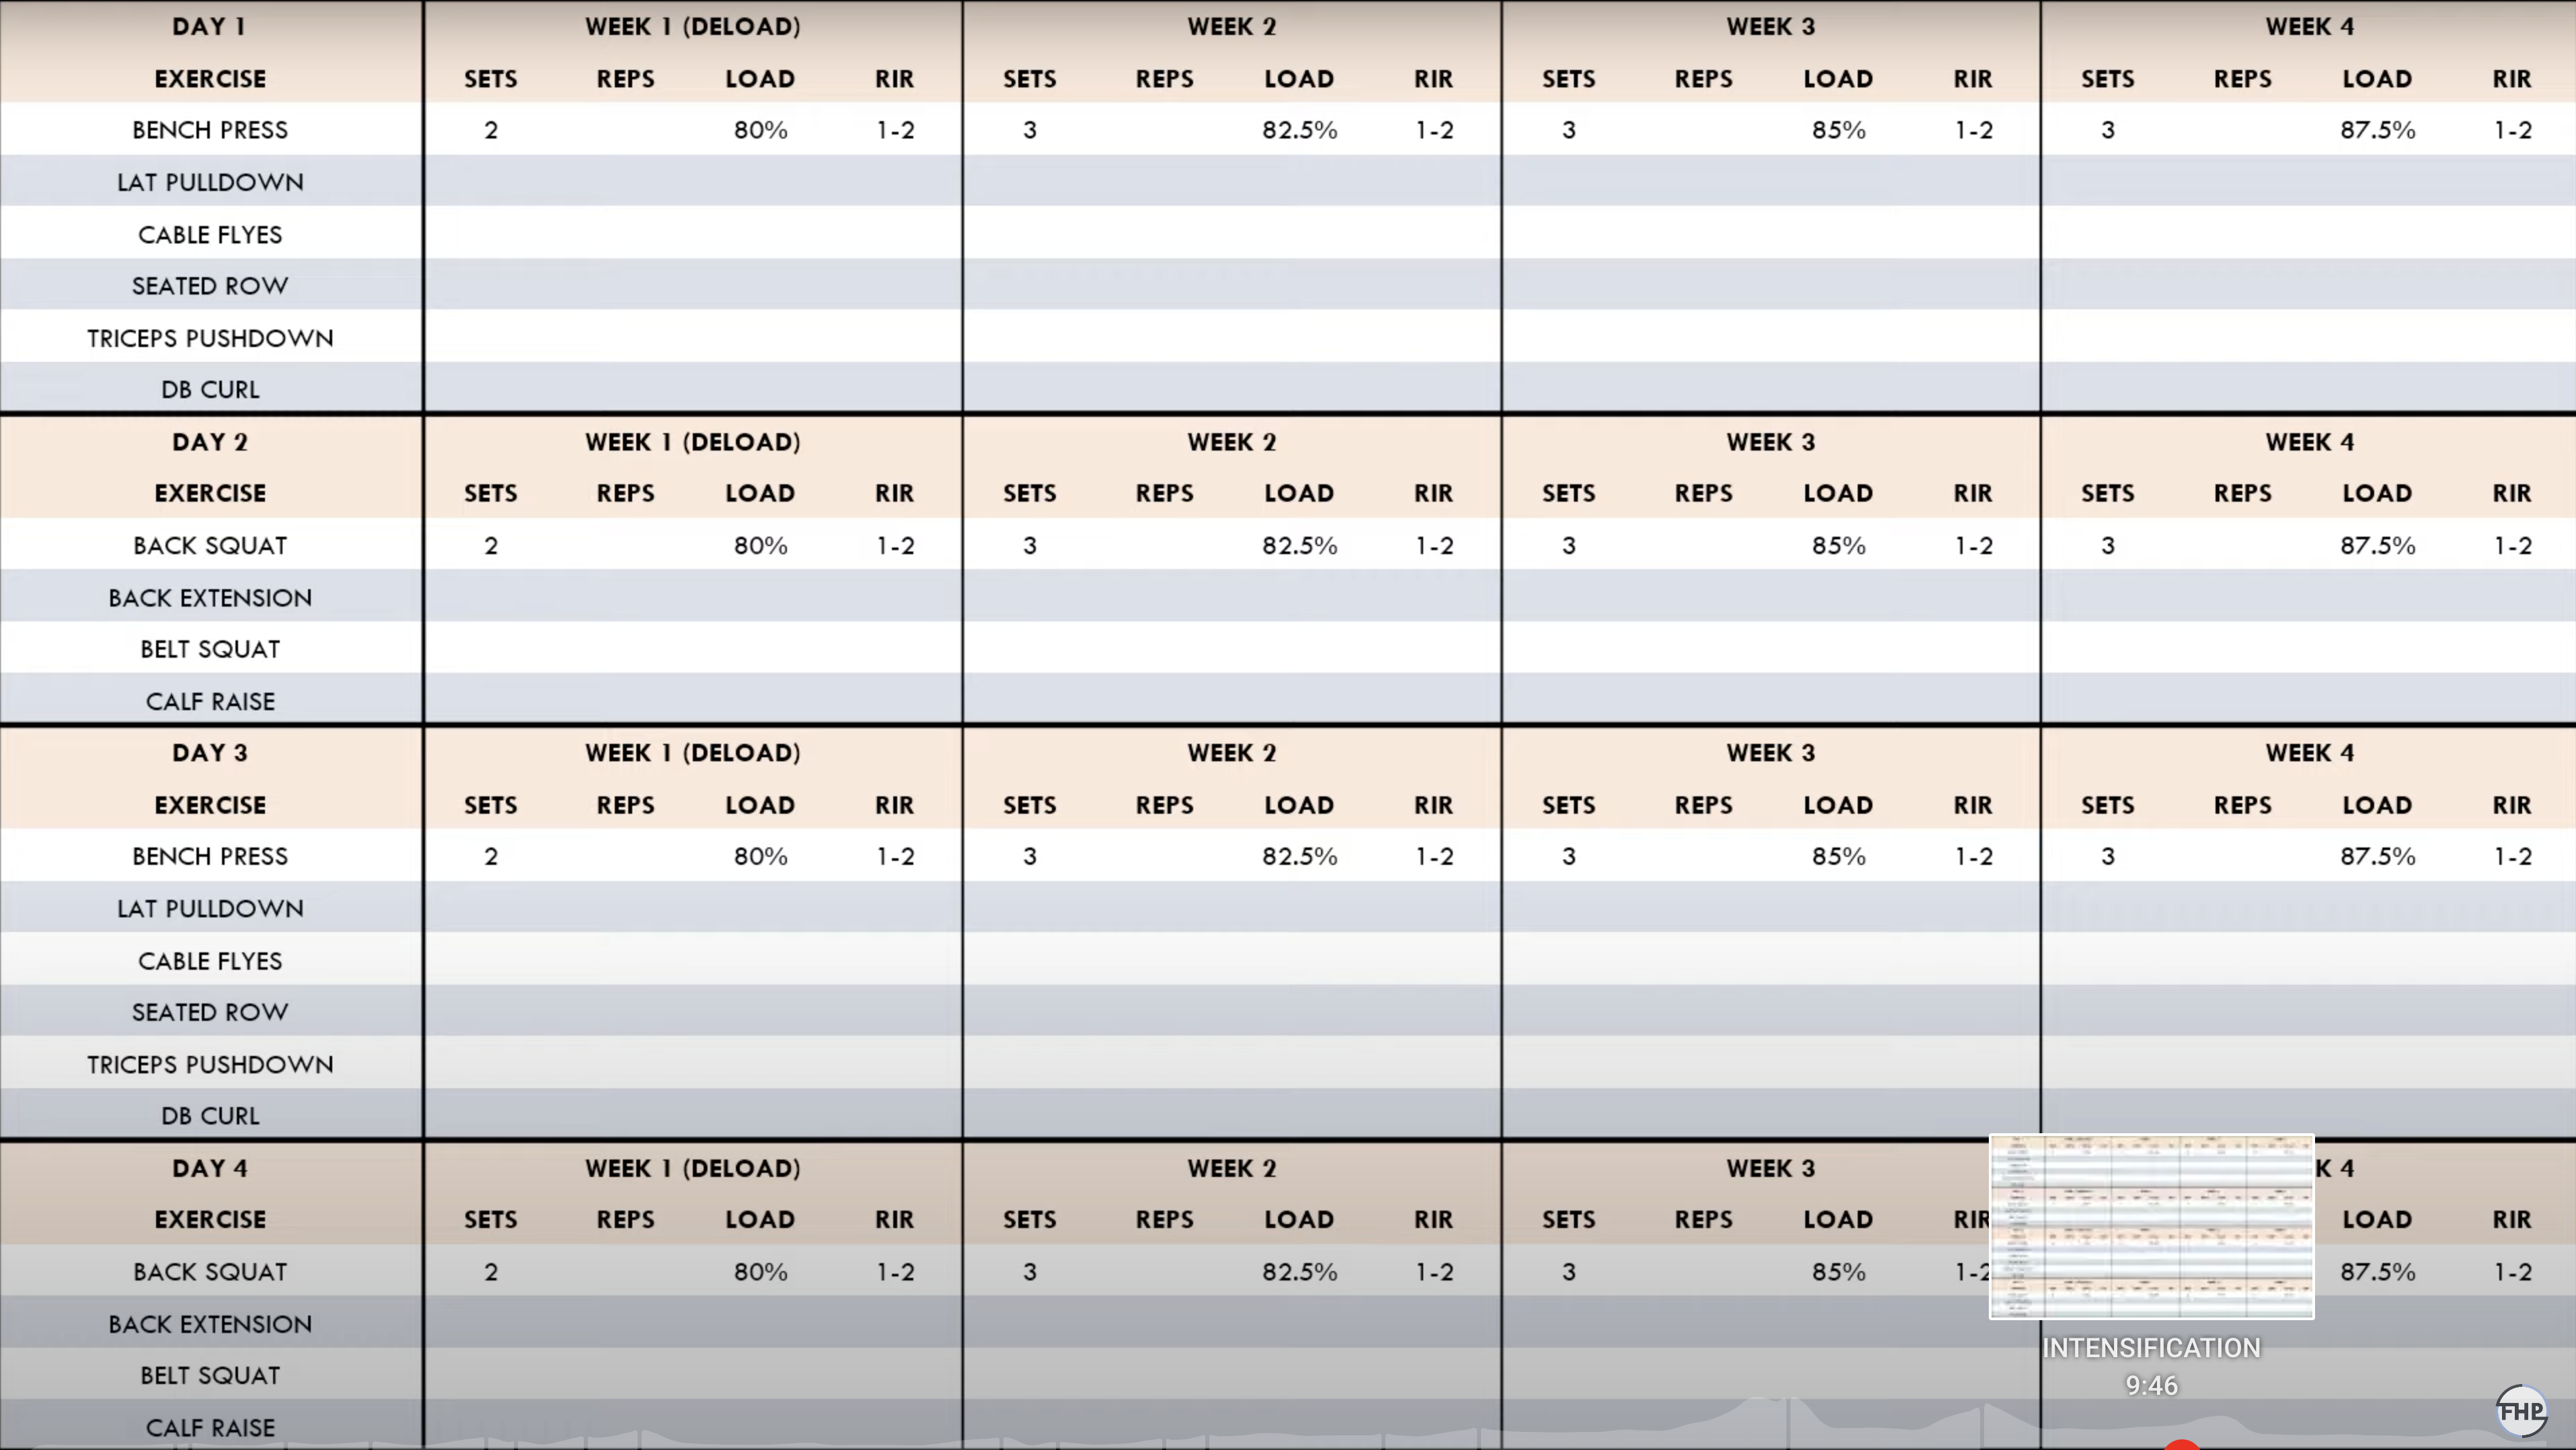 DAY 1 WEEK 1 (DELOAD) WEEK 2 WEEK 3 WEEK 4
EXERCISE SETS REPS LOAD RIR SETS REPS LOAD RIR SETS REPS LOAD RIR SETS REPS LOAD RIR
BENCH PRESS 2 80% 1-2 3 82.5% 1-2 3 85% 1-2 3 87.5% 1-2
LAT PULLDOWN
CABLE FLYES
SEATED ROW
TRICEPS PUSHDOWN
DB CURL
DAY 2 WEEK 1 (DELOAD) WEEK 2 WEEK 3 WEEK 4
EXERCISE SETS REPS LOAD RIR SETS REPS LOAD RIR SETS REPS LOAD RIR SETS REPS LOAD RIR
BACK SQUAT 2 80% 1-2 3 82.5% 1-2 3 85% 1-2 3 87.5% 1-2
BACK EXTENSION
BELT SQUAT
CALF RAISE
DAY 3 WEEK 1 (DELOAD) WEEK 2 WEEK 3 WEEK 4
EXERCISE SETS REPS LOAD RIR SETS REPS LOAD RIR SETS REPS LOAD RIR SETS REPS LOAD RIR
BENCH PRESS 2 80% 1-2 3 82.5% 1-2 3 85% 1-2 3 87.5% 1-2
LAT PULLDOWN
CABLE FLYES
SEATED ROW
TRICEPS PUSHDOWN
DB CURL
DAY 4 WEEK 1 (DELOAD) WEEK 2 WEEK 3 K 4
EXERCISE SETS REPS LOAD RIR SETS REPS LOAD RIR SETS REPS LOAD RIR LOAD RIR
BACK SQUAT 2 80% 1-2 3 82.5% 1-2 3 85% 1-2 87.5% 1-2
BACK EXTENSION
BELT SQUAT
INTENSIFICATION
9:46
CALF RAISE
FHP